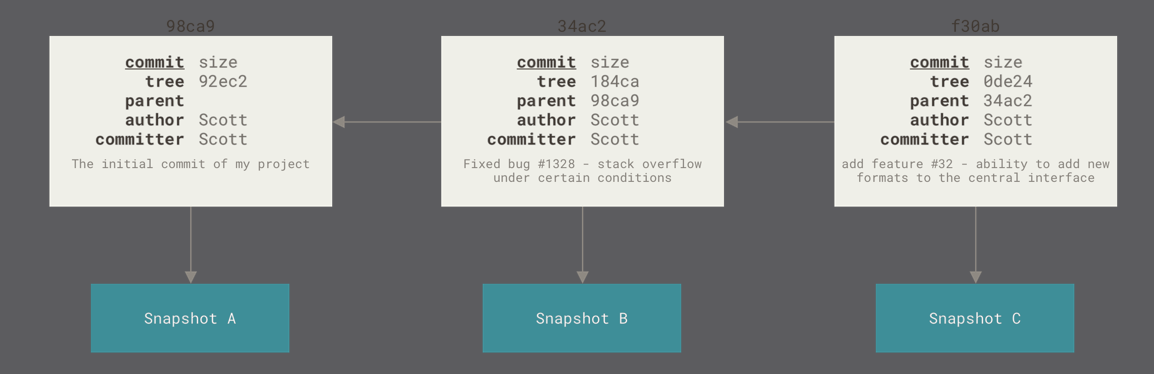 98ca9
commit size
tree 92ec2
parent
author Scott
committer Scott
The initial commit of my project
Snapshot A
34ac2
commit size
tree 184ca
parent 98ca9
author Scott
committer Scott
Fixed bug #1328 - stack overflow
under certain conditions
Snapshot B
f30ab
commit size
tree 0de24
parent 34ac2
author Scott
committer Scott
add feature #32 - ability to add new
formats to the central interface
Snapshot C